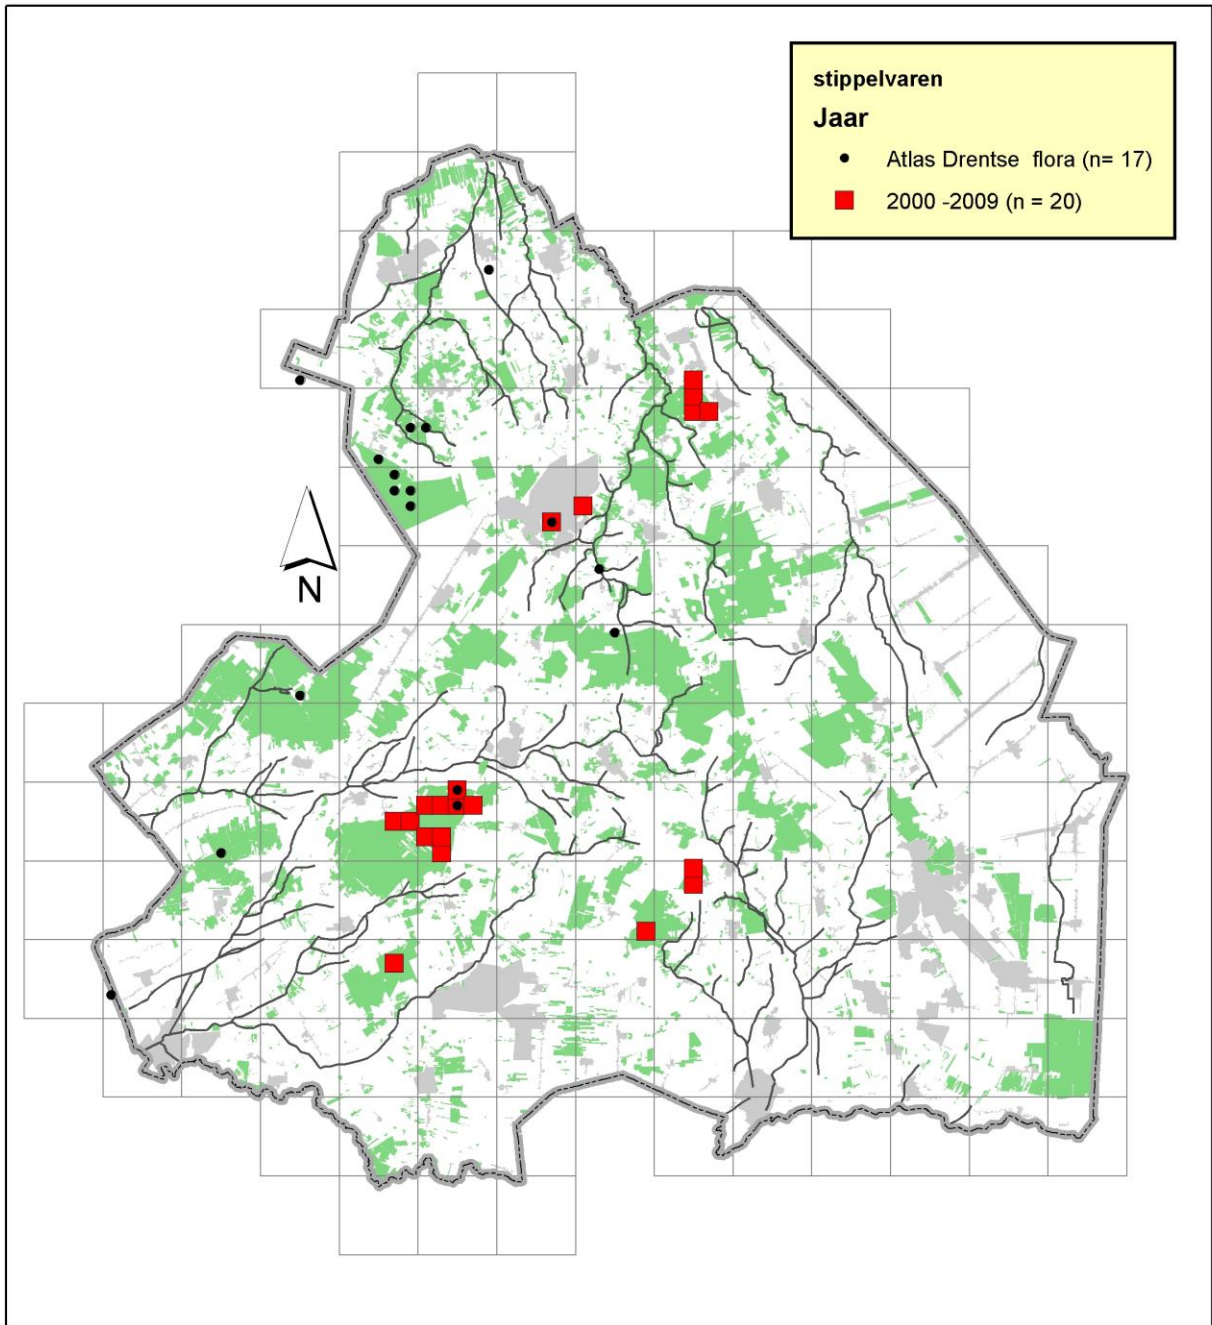 stippelvaren
Jaar
Atlas Drentse flora (n= 17)
2000 -2009 (n = 20)
N